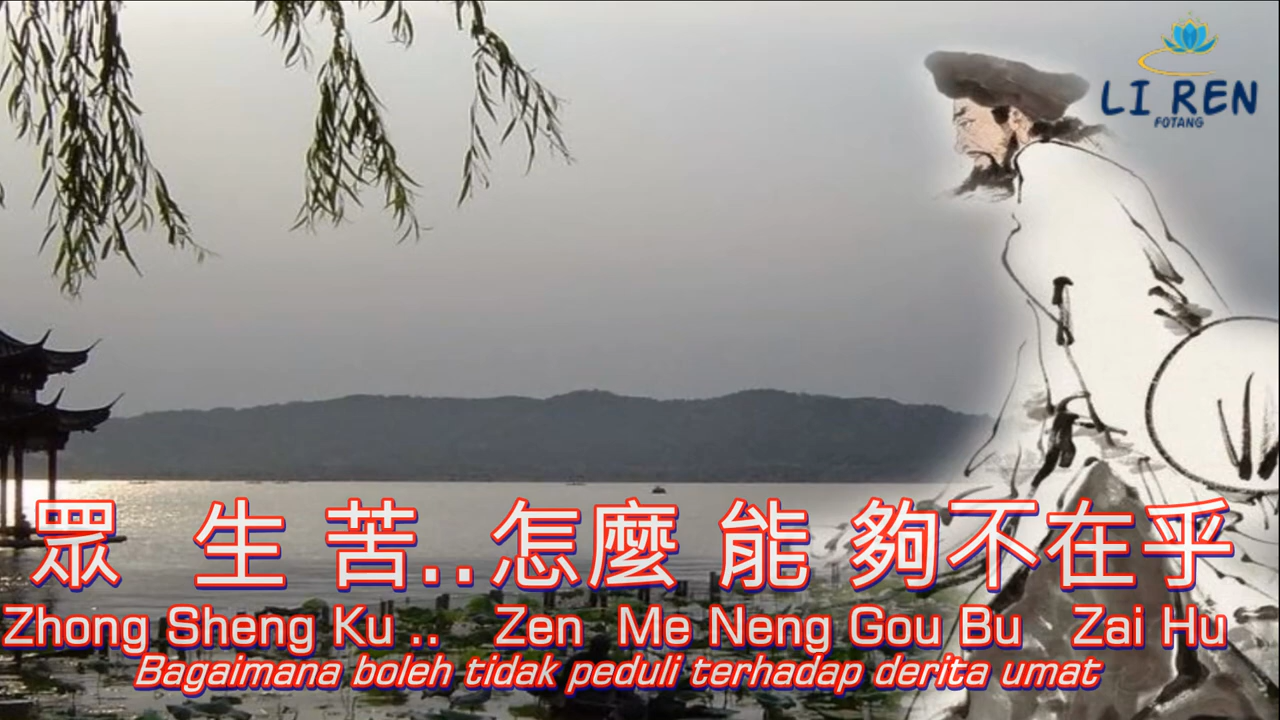 LI REN
FOTANG
眾 生 苦..怎麼 能 夠不在乎
Zhong Sheng Ku .. Zen Me Neng Gou Bu Zai Hu
Bagaimana boleh tidak peduli terhadap derita umat